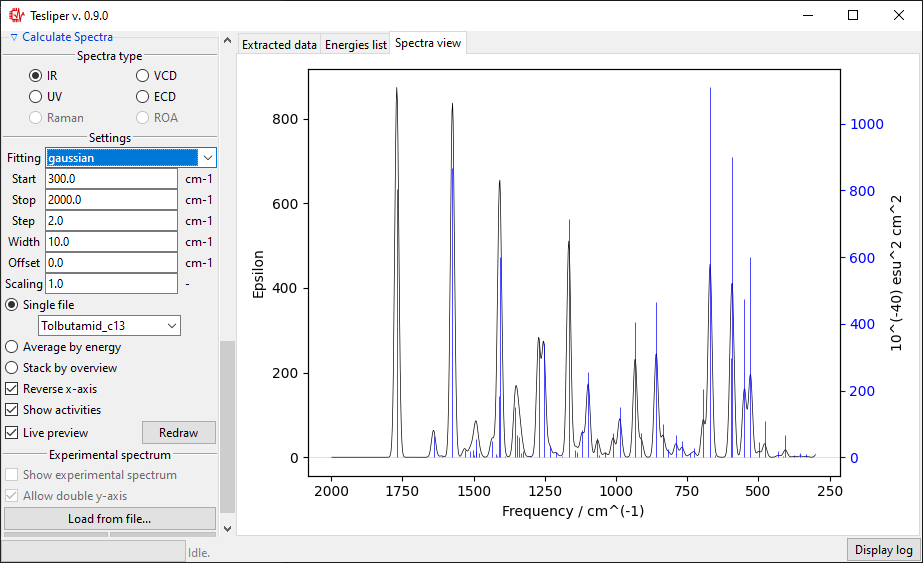 Tesliper v. 0.9.0
▽ Calculate Spectra
Spectra type
IR VCD
UV ECD
Raman ROA
Settings
Fitting gaussian
Start 300.0 cm-1
Stop 2000.0 cm-1
Step 2.0 cm-1
Width 10.0 cm-1
Offset 0.0 cm-1
Scaling 1.0 -
Single file
Tolbutamid_c13
Average by energy
Stack by overview
Reverse x-axis
Show activities
Live preview Redraw
Experimental spectrum
Show experimental spectrum
Allow double y-axis
Load from file...
Idle.
Extracted data Energies list Spectra view
Epsilon
800
600
400
200
0
2000 1750 1500 1250 1000 750 500 250
Frequency / cm^(-1)
1000
800
600
400
200
0
10^(-40) esu^2 cm^2
Display log